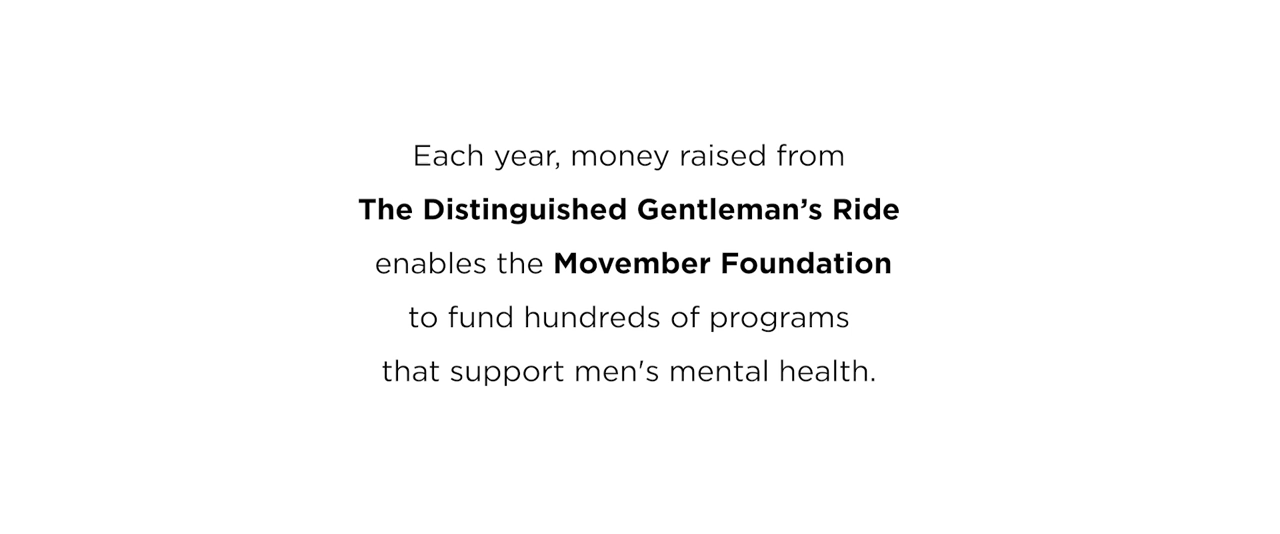 Each year, money raised from
The Distinguished Gentleman’s Ride
enables the Movember Foundation
to fund hundreds of programs
that support men's mental health.